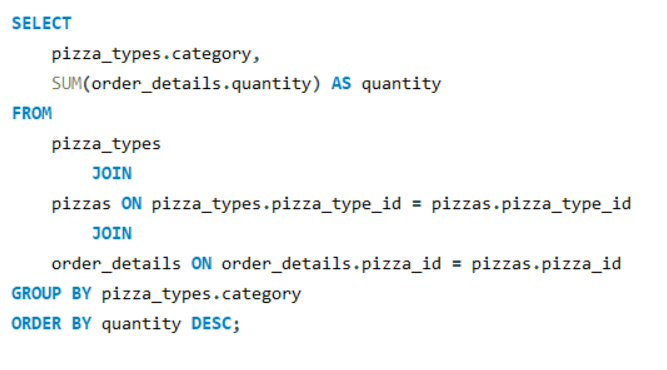 SELECT
pizza_types.category,
SUM(order_details.quantity) AS quantity
FROM
pizza_types
JOIN
pizzas ON pizza_types.pizza_type_id = pizzas.pizza_type_id
JOIN
order_details ON order_details.pizza_id = pizzas.pizza_id
GROUP BY pizza_types.category
ORDER BY quantity DESC;